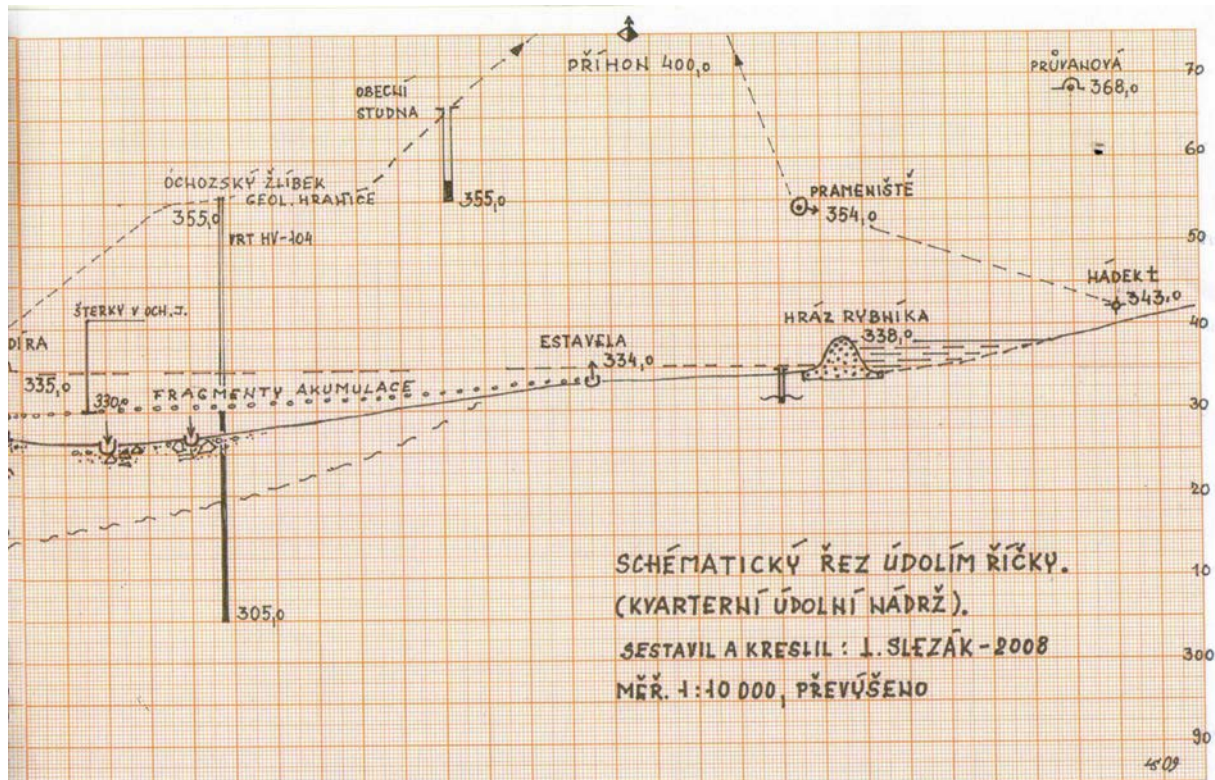 PŘÍHON 400,0
PRŮVANOVÁ
368,0
70
OBECNÍ
STUDNA
60
OCHOZSKÝ ŽLÍBEK
GEOL. HRANICE
355,0
355,0
PRAMENIŠTĚ
354,0
VRT HV-104
50
HÁDEK
343,0
ŠTERKY V OCH. J.
HRÁZ RYBNÍKA
338,0
40
DÍRA
ESTAVELA
334,0
335,0
330,0
FRAGMENTY AKUMULACE
30
20
SCHÉMATICKÝ ŘEZ ÚDOLÍM ŘÍČKY.
10
(KVARTERNÍ ÚDOLNÍ NÁDRŽ).
305,0
SESTAVIL A KRESLIL : L. SLEZÁK - 2008
300
MĚŘ. 1:10 000, PŘEVÝŠENO
90